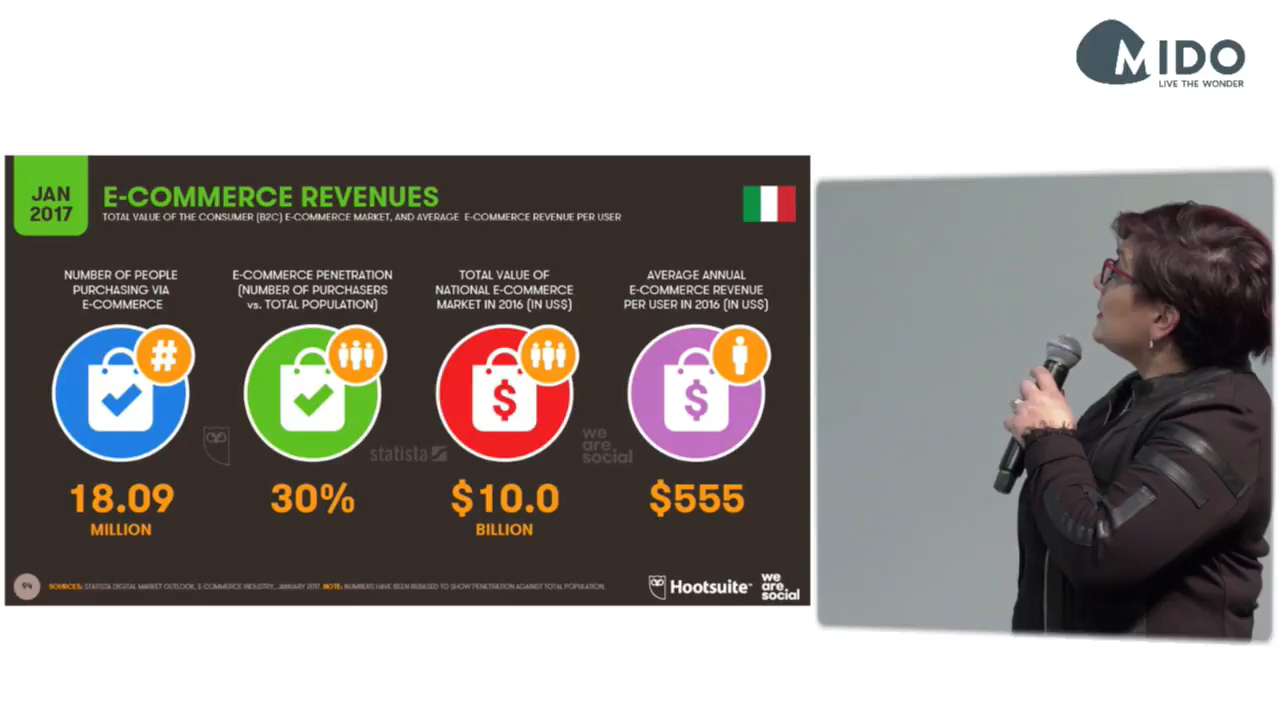 MIDO
LIVE THE WONDER
JAN
2017
E-COMMERCE REVENUES
TOTAL VALUE OF THE CONSUMER (B2C) E-COMMERCE MARKET, AND AVERAGE E-COMMERCE REVENUE PER USER
NUMBER OF PEOPLE
PURCHASING VIA
E-COMMERCE
#
18.09
MILLION
E-COMMERCE PENETRATION
(NUMBER OF PURCHASERS
vs. TOTAL POPULATION)
30%
TOTAL VALUE OF
NATIONAL E-COMMERCE
MARKET IN 2016 (IN US$)
$
$10.0
BILLION
AVERAGE ANNUAL
E-COMMERCE REVENUE
PER USER IN 2016 (IN US$)
$
$555
statista
we
are
social
94
SOURCES: STATISTA DIGITAL MARKET OUTLOOK, E-COMMERCE INDUSTRY, JANUARY 2017. NOTE: NUMBERS HAVE BEEN REBASED TO SHOW PENETRATION AGAINST TOTAL POPULATION.
Hootsuite™
we
are
social